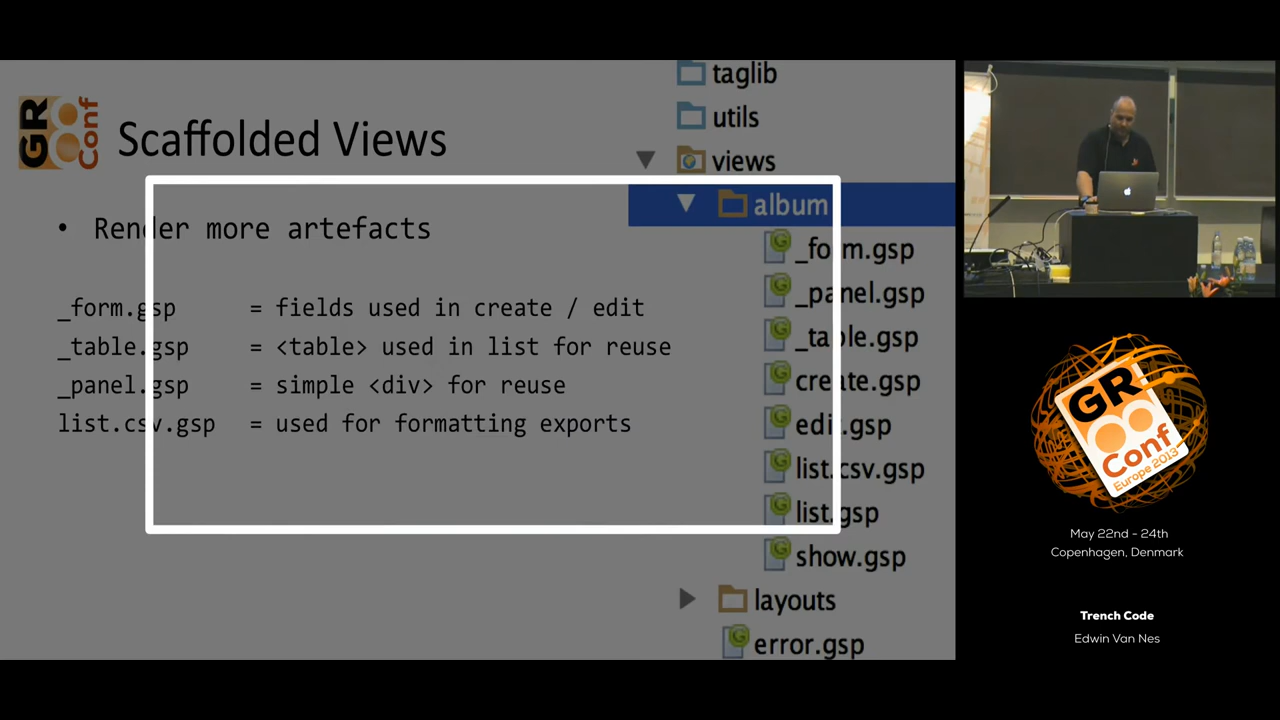 GR
Conf
Scaffolded Views
• Render more artefacts
_form.gsp = fields used in create / edit
_table.gsp = <table> used in list for reuse
_panel.gsp = simple <div> for reuse
list.csv.gsp = used for formatting exports
taglib
utils
views
album
_form.gsp
_panel.gsp
_table.gsp
create.gsp
edit.gsp
list.csv.gsp
list.gsp
show.gsp
layouts
error.gsp
GR
Conf
Europe 2013
May 22nd - 24th
Copenhagen, Denmark
Trench Code
Edwin Van Nes